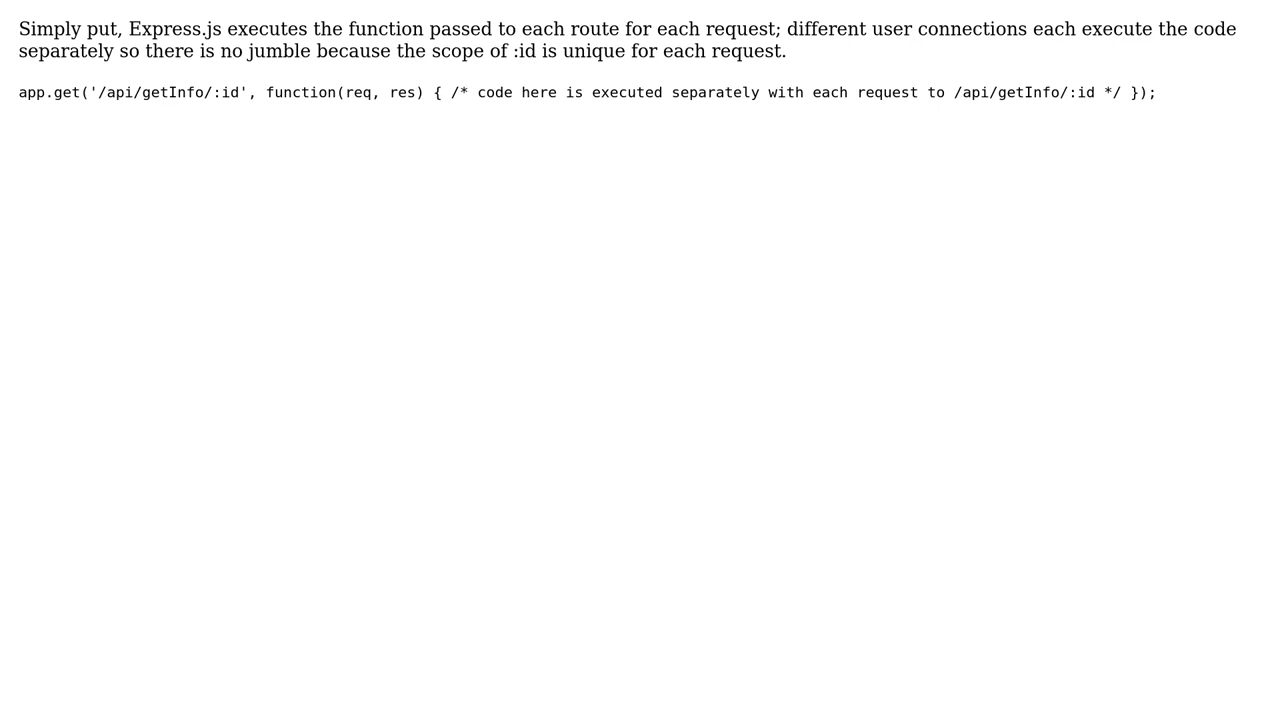 Simply put, Express.js executes the function passed to each route for each request; different user connections each execute the code
separately so there is no jumble because the scope of :id is unique for each request.
app.get('/api/getInfo/:id', function(req, res) { /* code here is executed separately with each request to /api/getInfo/:id */ });